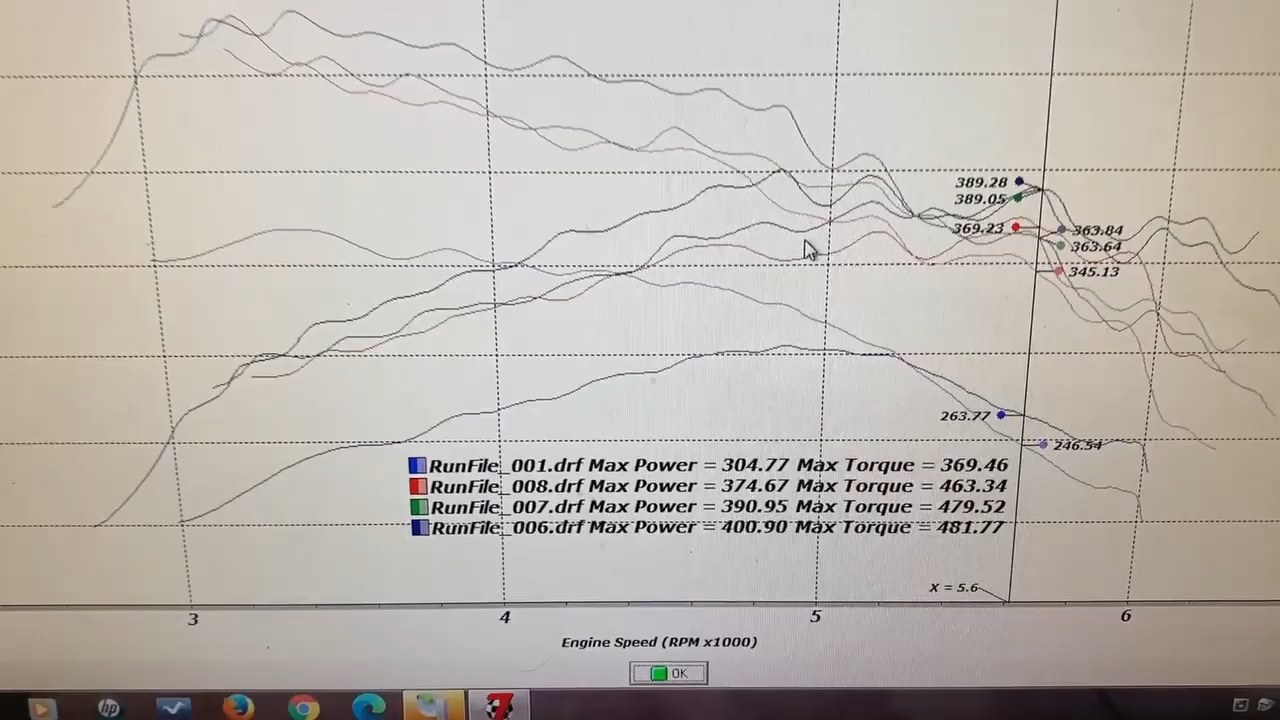 389.28
389.05
369.23
363.84
363.64
345.13
263.77
246.54
RunFile_001.drf Max Power = 304.77 Max Torque = 369.46
RunFile_008.drf Max Power = 374.67 Max Torque = 463.34
RunFile_007.drf Max Power = 390.95 Max Torque = 479.52
RunFile_006.drf Max Power = 400.90 Max Torque = 481.77
X = 5.6
3 4 5 6
Engine Speed (RPM x1000)
OK
hp
7